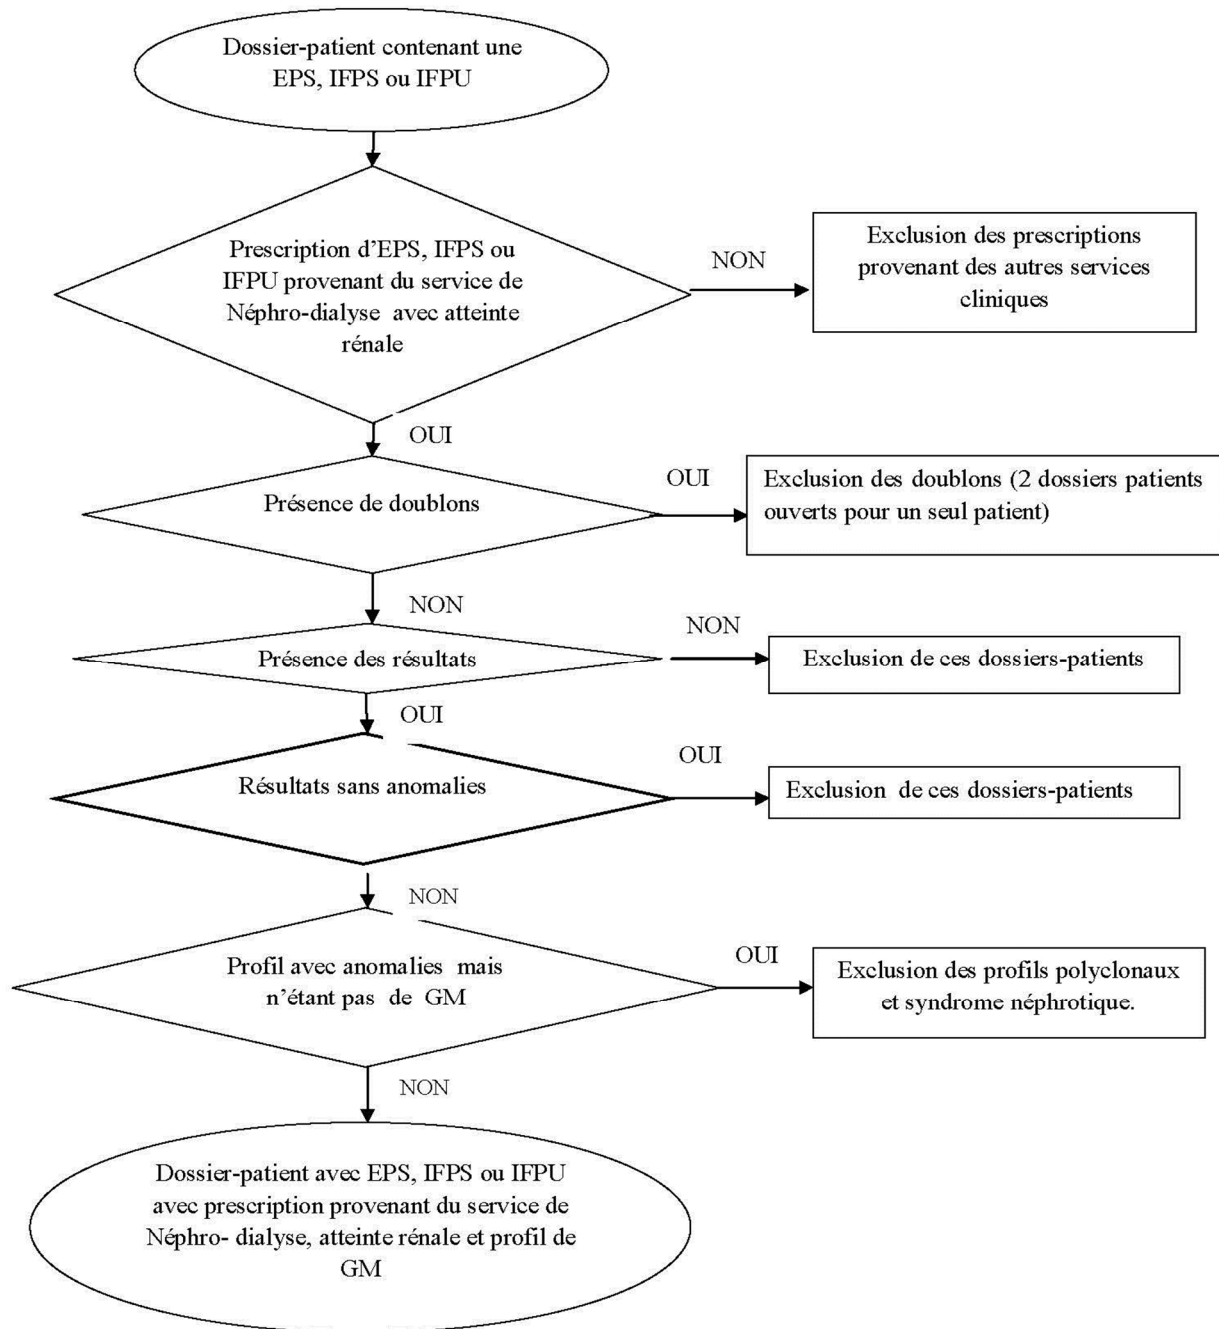 Dossier-patient contenant une
EPS, IFPS ou IFPU
Prescription d'EPS, IFPS ou
IFPU provenant du service de
Néphro-dialyse avec atteinte
rénale
NON
Exclusion des prescriptions
provenant des autres services
cliniques
OUI
Présence de doublons
OUI
Exclusion des doublons (2 dossiers patients
ouverts pour un seul patient)
NON
Présence des résultats
NON
Exclusion de ces dossiers-patients
OUI
Résultats sans anomalies
OUI
Exclusion de ces dossiers-patients
NON
Profil avec anomalies mais
n'étant pas de GM
OUI
Exclusion des profils polyclonaux
et syndrome néphrotique.
NON
Dossier-patient avec EPS, IFPS ou IFPU
avec prescription provenant du service de
Néphro- dialyse, atteinte rénale et profil de
GM